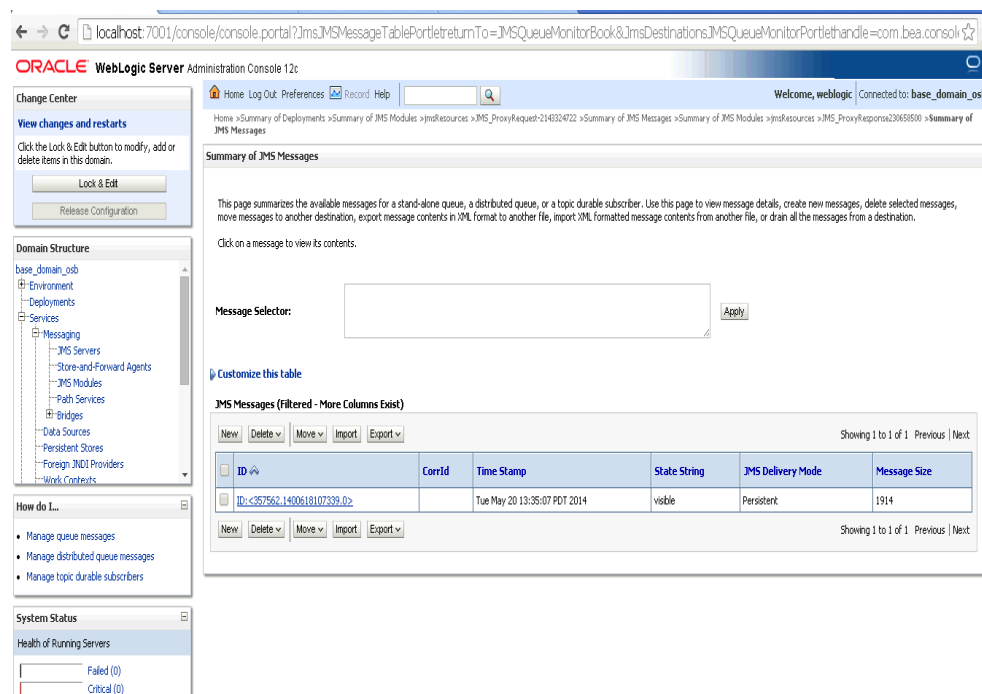 localhost:7001/console/console.portal?JmsJMSMessageTablePortletreturnTo=JMSQueueMonitorBook&JmsDestinationsJMSQueueMonitorPortlethandle=com.bea.consol
ORACLE WebLogic Server Administration Console 12c
Change Center
View changes and restarts
Click the Lock & Edit button to modify, add or
delete items in this domain.
Lock & Edit
Release Configuration
Domain Structure
base_domain_osb
Environment
Deployments
Services
Messaging
JMS Servers
Store-and-Forward Agents
JMS Modules
Path Services
Bridges
Data Sources
Persistent Stores
Foreign JNDI Providers
Work Contexts
How do I...
Manage queue messages
Manage distributed queue messages
Manage topic durable subscribers
System Status
Health of Running Servers
Failed (0)
Critical (0)
Home Log Out Preferences Record Help
Welcome, weblogic Connected to: base_domain_os
Home >Summary of Deployments >Summary of JMS Modules >jmsResources >JMS_ProxyRequest-2143324722 >Summary of JMS Messages >Summary of JMS Modules >jmsResources >JMS_ProxyResponse230658500 >Summary of
JMS Messages
Summary of JMS Messages
This page summarizes the available messages for a stand-alone queue, a distributed queue, or a topic durable subscriber. Use this page to view message details, create new messages, delete selected messages,
move messages to another destination, export message contents in XML format to another file, import XML formatted message contents from another file, or drain all the messages from a destination.
Click on a message to view its contents.
Message Selector:
Apply
Customize this table
JMS Messages (Filtered - More Columns Exist)
New Delete Move Import Export Showing 1 to 1 of 1 Previous | Next
ID CorrId Time Stamp State String JMS Delivery Mode Message Size
ID:<357562.1400618107339.0> Tue May 20 13:35:07 PDT 2014 visible Persistent 1914
New Delete Move Import Export Showing 1 to 1 of 1 Previous | Next